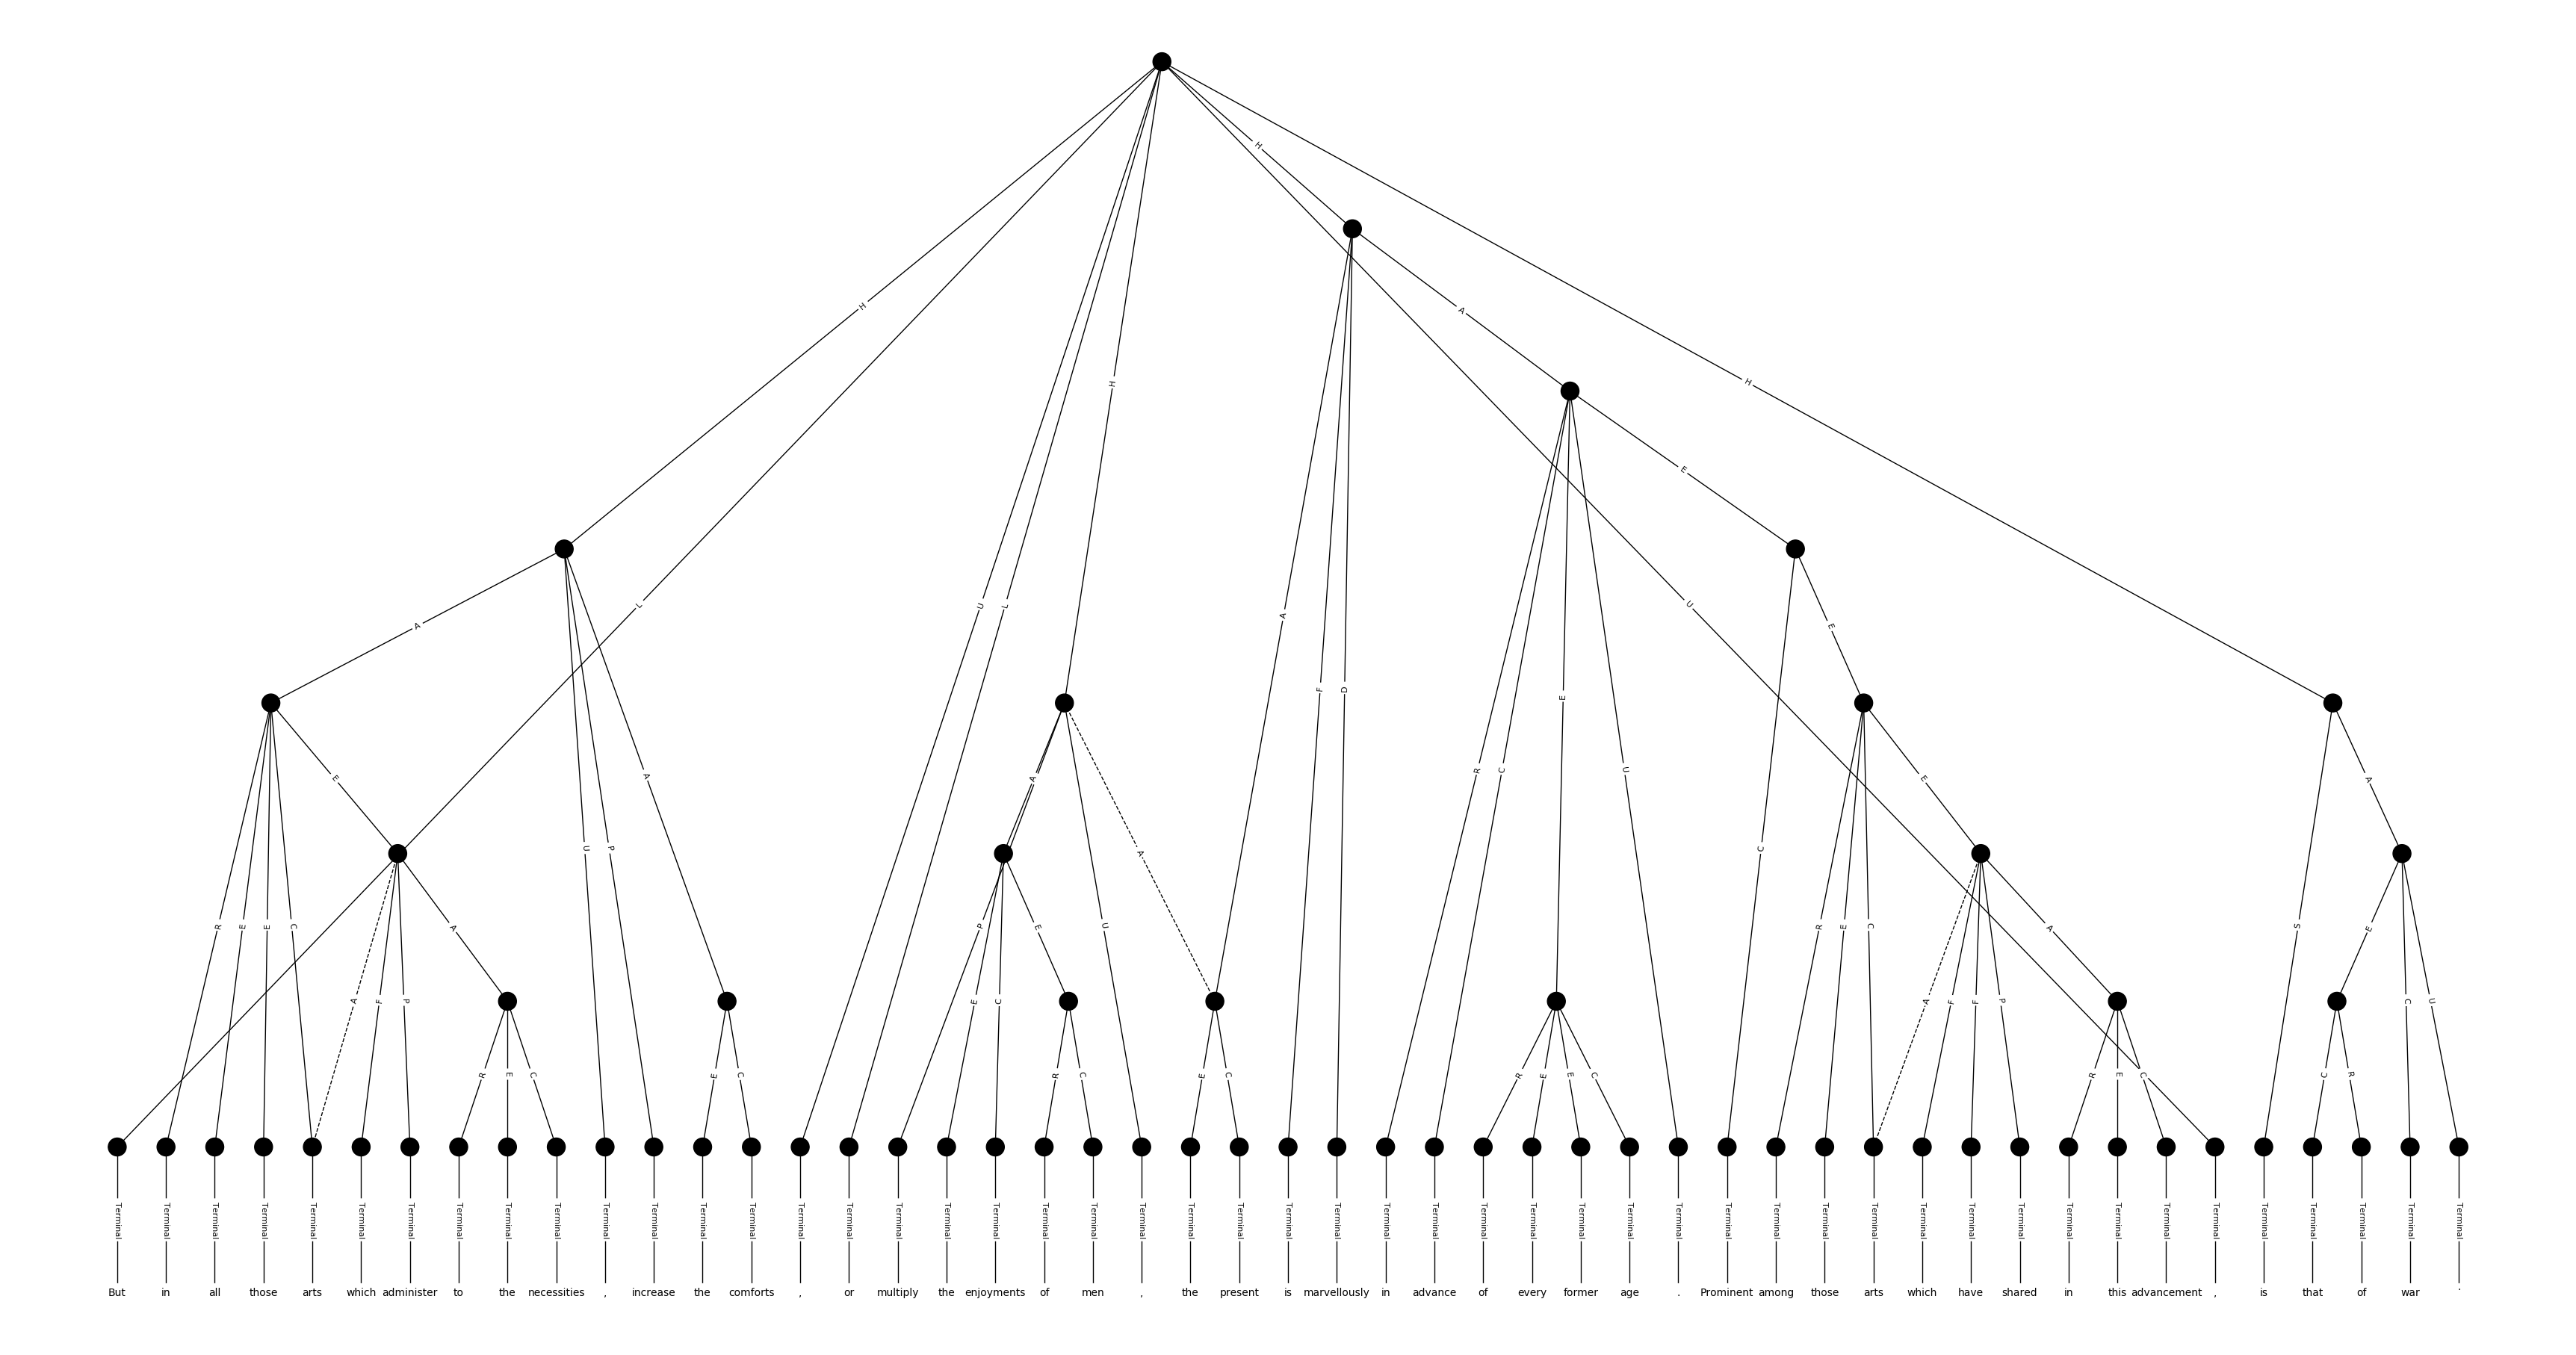 H
H
A
H
H
E
L
U
L
A
U
A
E
E
F
D
R
C
U
A
E
A
A
U
P
A
C
E
A
R
E
E
C
A
P
E
U
R
E
C
A
S
E
A
F
P
E
C
A
F
F
P
C
U
R
E
C
E
C
R
C
E
C
R
E
E
C
R
E
C
C
R
Terminal Terminal Terminal Terminal Terminal Terminal Terminal Terminal Terminal Terminal Terminal Terminal Terminal Terminal Terminal Terminal Terminal Terminal Terminal Terminal Terminal Terminal Terminal Terminal Terminal Terminal Terminal Terminal Terminal Terminal Terminal Terminal Terminal Terminal Terminal Terminal Terminal Terminal Terminal Terminal Terminal Terminal Terminal Terminal Terminal Terminal Terminal Terminal Terminal
But in all those arts which administer to the necessities , increase the comforts , or multiply the enjoyments of men , the present is marvellously in advance of every former age . Prominent among those arts which have shared in this advancement , is that of war .